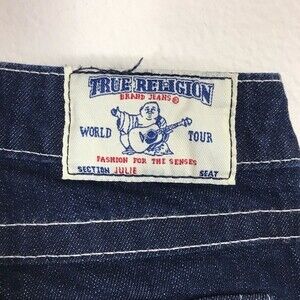 TRUE RELIGION
BRAND JEANS®
WORLD TOUR
FASHION FOR THE SENSES
SECTION JULIE SEAT